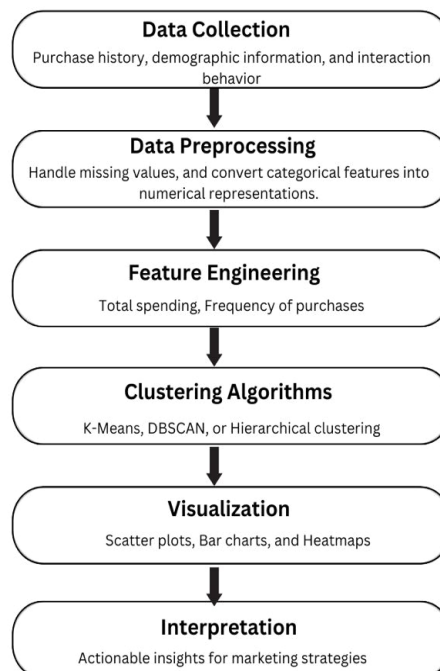 Data Collection
Purchase history, demographic information, and interaction
behavior
Data Preprocessing
Handle missing values, and convert categorical features into
numerical representations.
Feature Engineering
Total spending, Frequency of purchases
Clustering Algorithms
K-Means, DBSCAN, or Hierarchical clustering
Visualization
Scatter plots, Bar charts, and Heatmaps
Interpretation
Actionable insights for marketing strategies